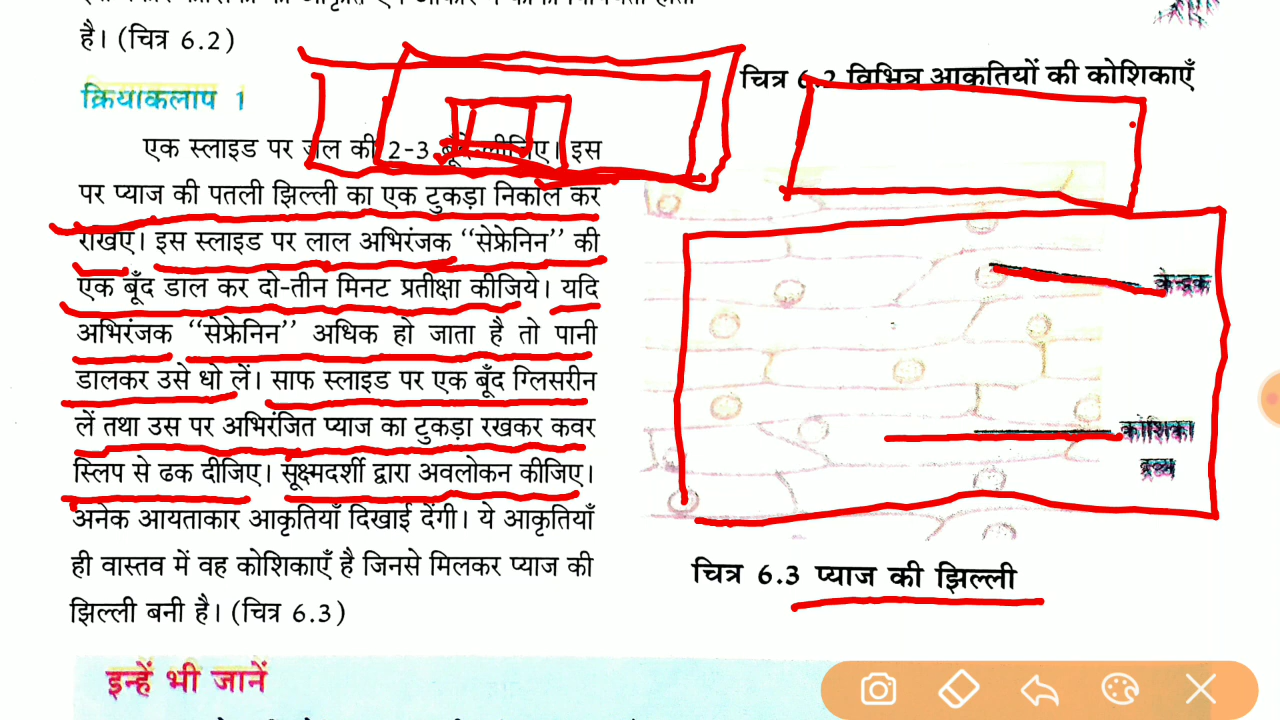 है। (चित्र 6.2)
क्रियाकलाप 1
एक स्लाइड पर जल की 2-3 बूँदें लीजिए। इस
पर प्याज की पतली झिल्ली का एक टुकड़ा निकाल कर
राखए। इस स्लाइड पर लाल अभिरंजक ‘‘सेफ्रेनिन’’ की
एक बूँद डाल कर दो-तीन मिनट प्रतीक्षा कीजिये। यदि
अभिरंजक ‘‘सेफ्रेनिन’’ अधिक हो जाता है तो पानी
डालकर उसे धो लें। साफ स्लाइड पर एक बूँद ग्लिसरीन
लें तथा उस पर अभिरंजित प्याज का टुकड़ा रखकर कवर
स्लिप से ढक दीजिए। सूक्ष्मदर्शी द्वारा अवलोकन कीजिए।
अनेक आयताकार आकृतियाँ दिखाई देंगी। ये आकृतियाँ
ही वास्तव में वह कोशिकाएँ है जिनसे मिलकर प्याज की
झिल्ली बनी है। (चित्र 6.3)
चित्र 6.2 विभिन्न आकृतियों की कोशिकाएँ
केन्द्रक
कोशिका
द्रव्य
चित्र 6.3 प्याज की झिल्ली
इन्हें भी जानें